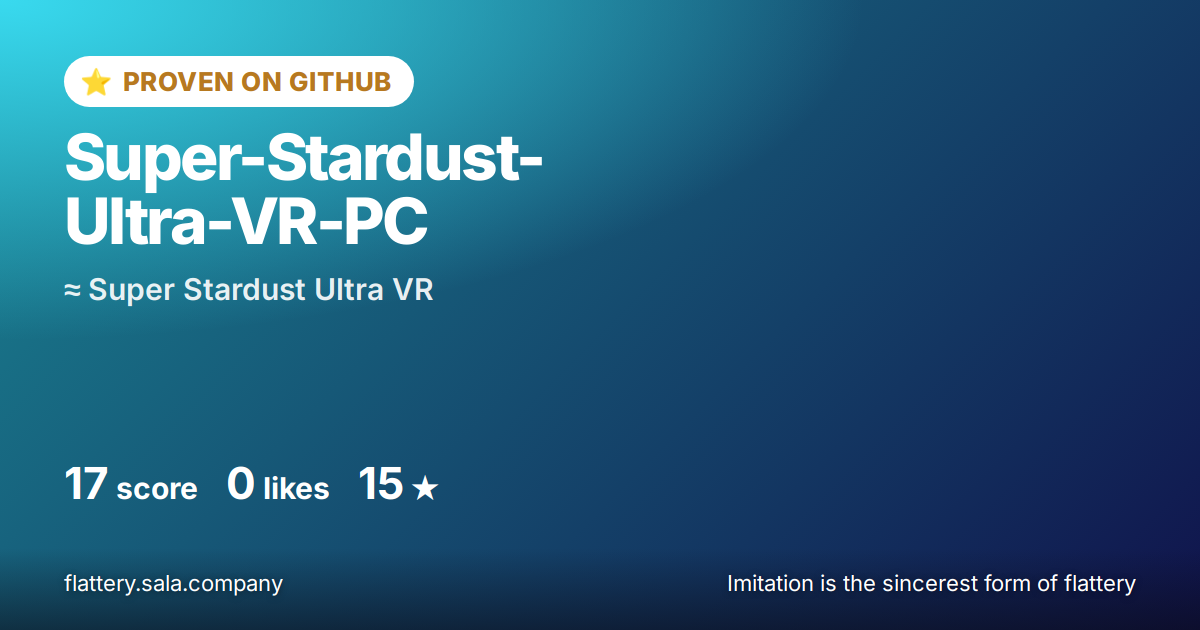 ⭐ PROVEN ON GITHUB
Super-Stardust-
Ultra-VR-PC
≈ Super Stardust Ultra VR
17 score 0 likes 15 ★
flattery.sala.company
Imitation is the sincerest form of flattery